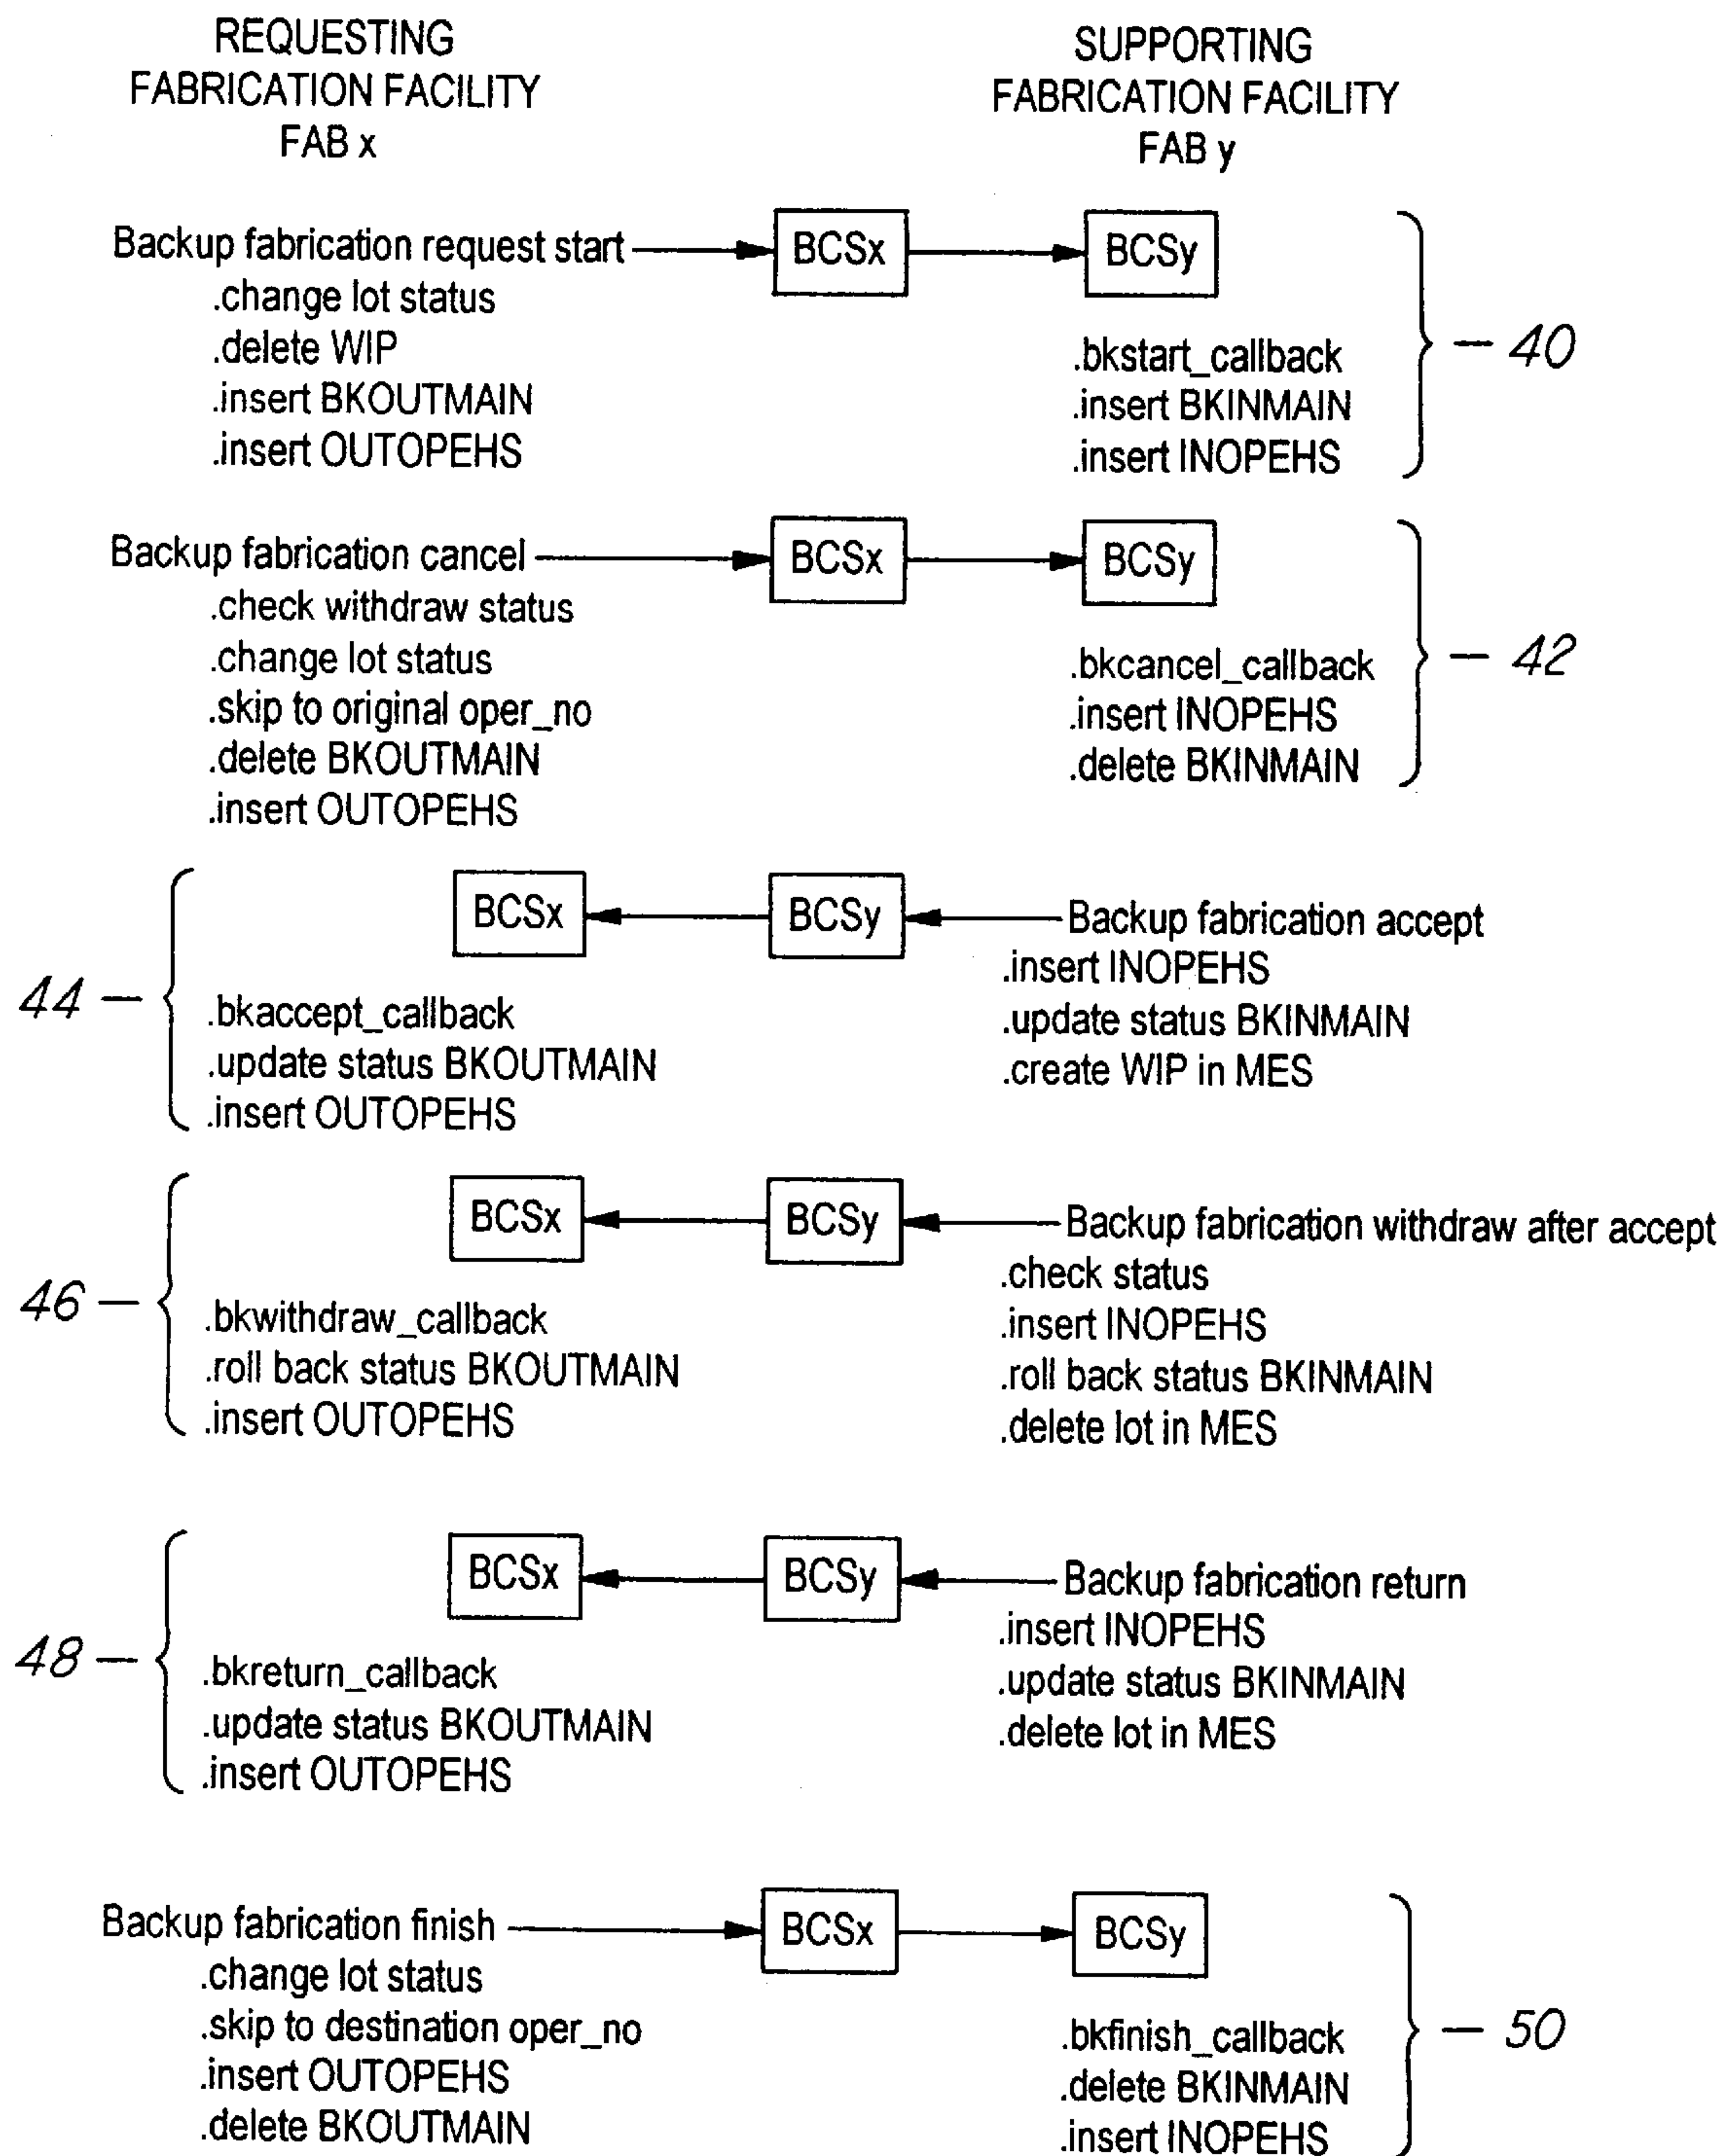 REQUESTING
FABRICATION FACILITY
FAB x
SUPPORTING
FABRICATION FACILITY
FAB y
Backup fabrication request start
BCSx
BCSy
.change lot status
.delete WIP
.insert BKOUTMAIN
.insert OUTOPEHS
.bkstart_callback
.insert BKINMAIN
.insert INOPEHS
40
Backup fabrication cancel
BCSx
BCSy
.check withdraw status
.change lot status
.skip to original oper_no
.delete BKOUTMAIN
.insert OUTOPEHS
.bkcancel_callback
.insert INOPEHS
.delete BKINMAIN
42
44
BCSx
BCSy
Backup fabrication accept
.bkaccept_callback
.update status BKOUTMAIN
.insert OUTOPEHS
.insert INOPEHS
.update status BKINMAIN
.create WIP in MES
46
BCSx
BCSy
Backup fabrication withdraw after accept
.bkwithdraw_callback
.roll back status BKOUTMAIN
.insert OUTOPEHS
.check status
.insert INOPEHS
.roll back status BKINMAIN
.delete lot in MES
48
BCSx
BCSy
Backup fabrication return
.bkreturn_callback
.update status BKOUTMAIN
.insert OUTOPEHS
.insert INOPEHS
.update status BKINMAIN
.delete lot in MES
Backup fabrication finish
BCSx
BCSy
.change lot status
.skip to destination oper_no
.insert OUTOPEHS
.delete BKOUTMAIN
.bkfinish_callback
.delete BKINMAIN
.insert INOPEHS
50